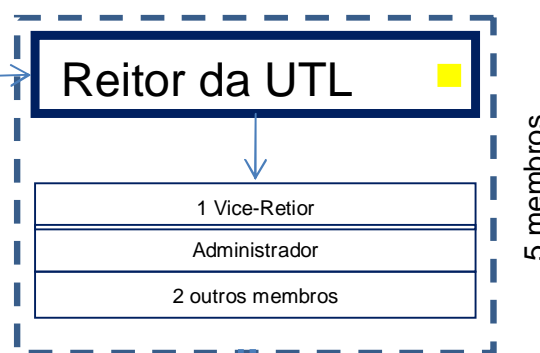 Reitor da UTL
1 Vice-Retior
Administrador
2 outros membros
5 membros